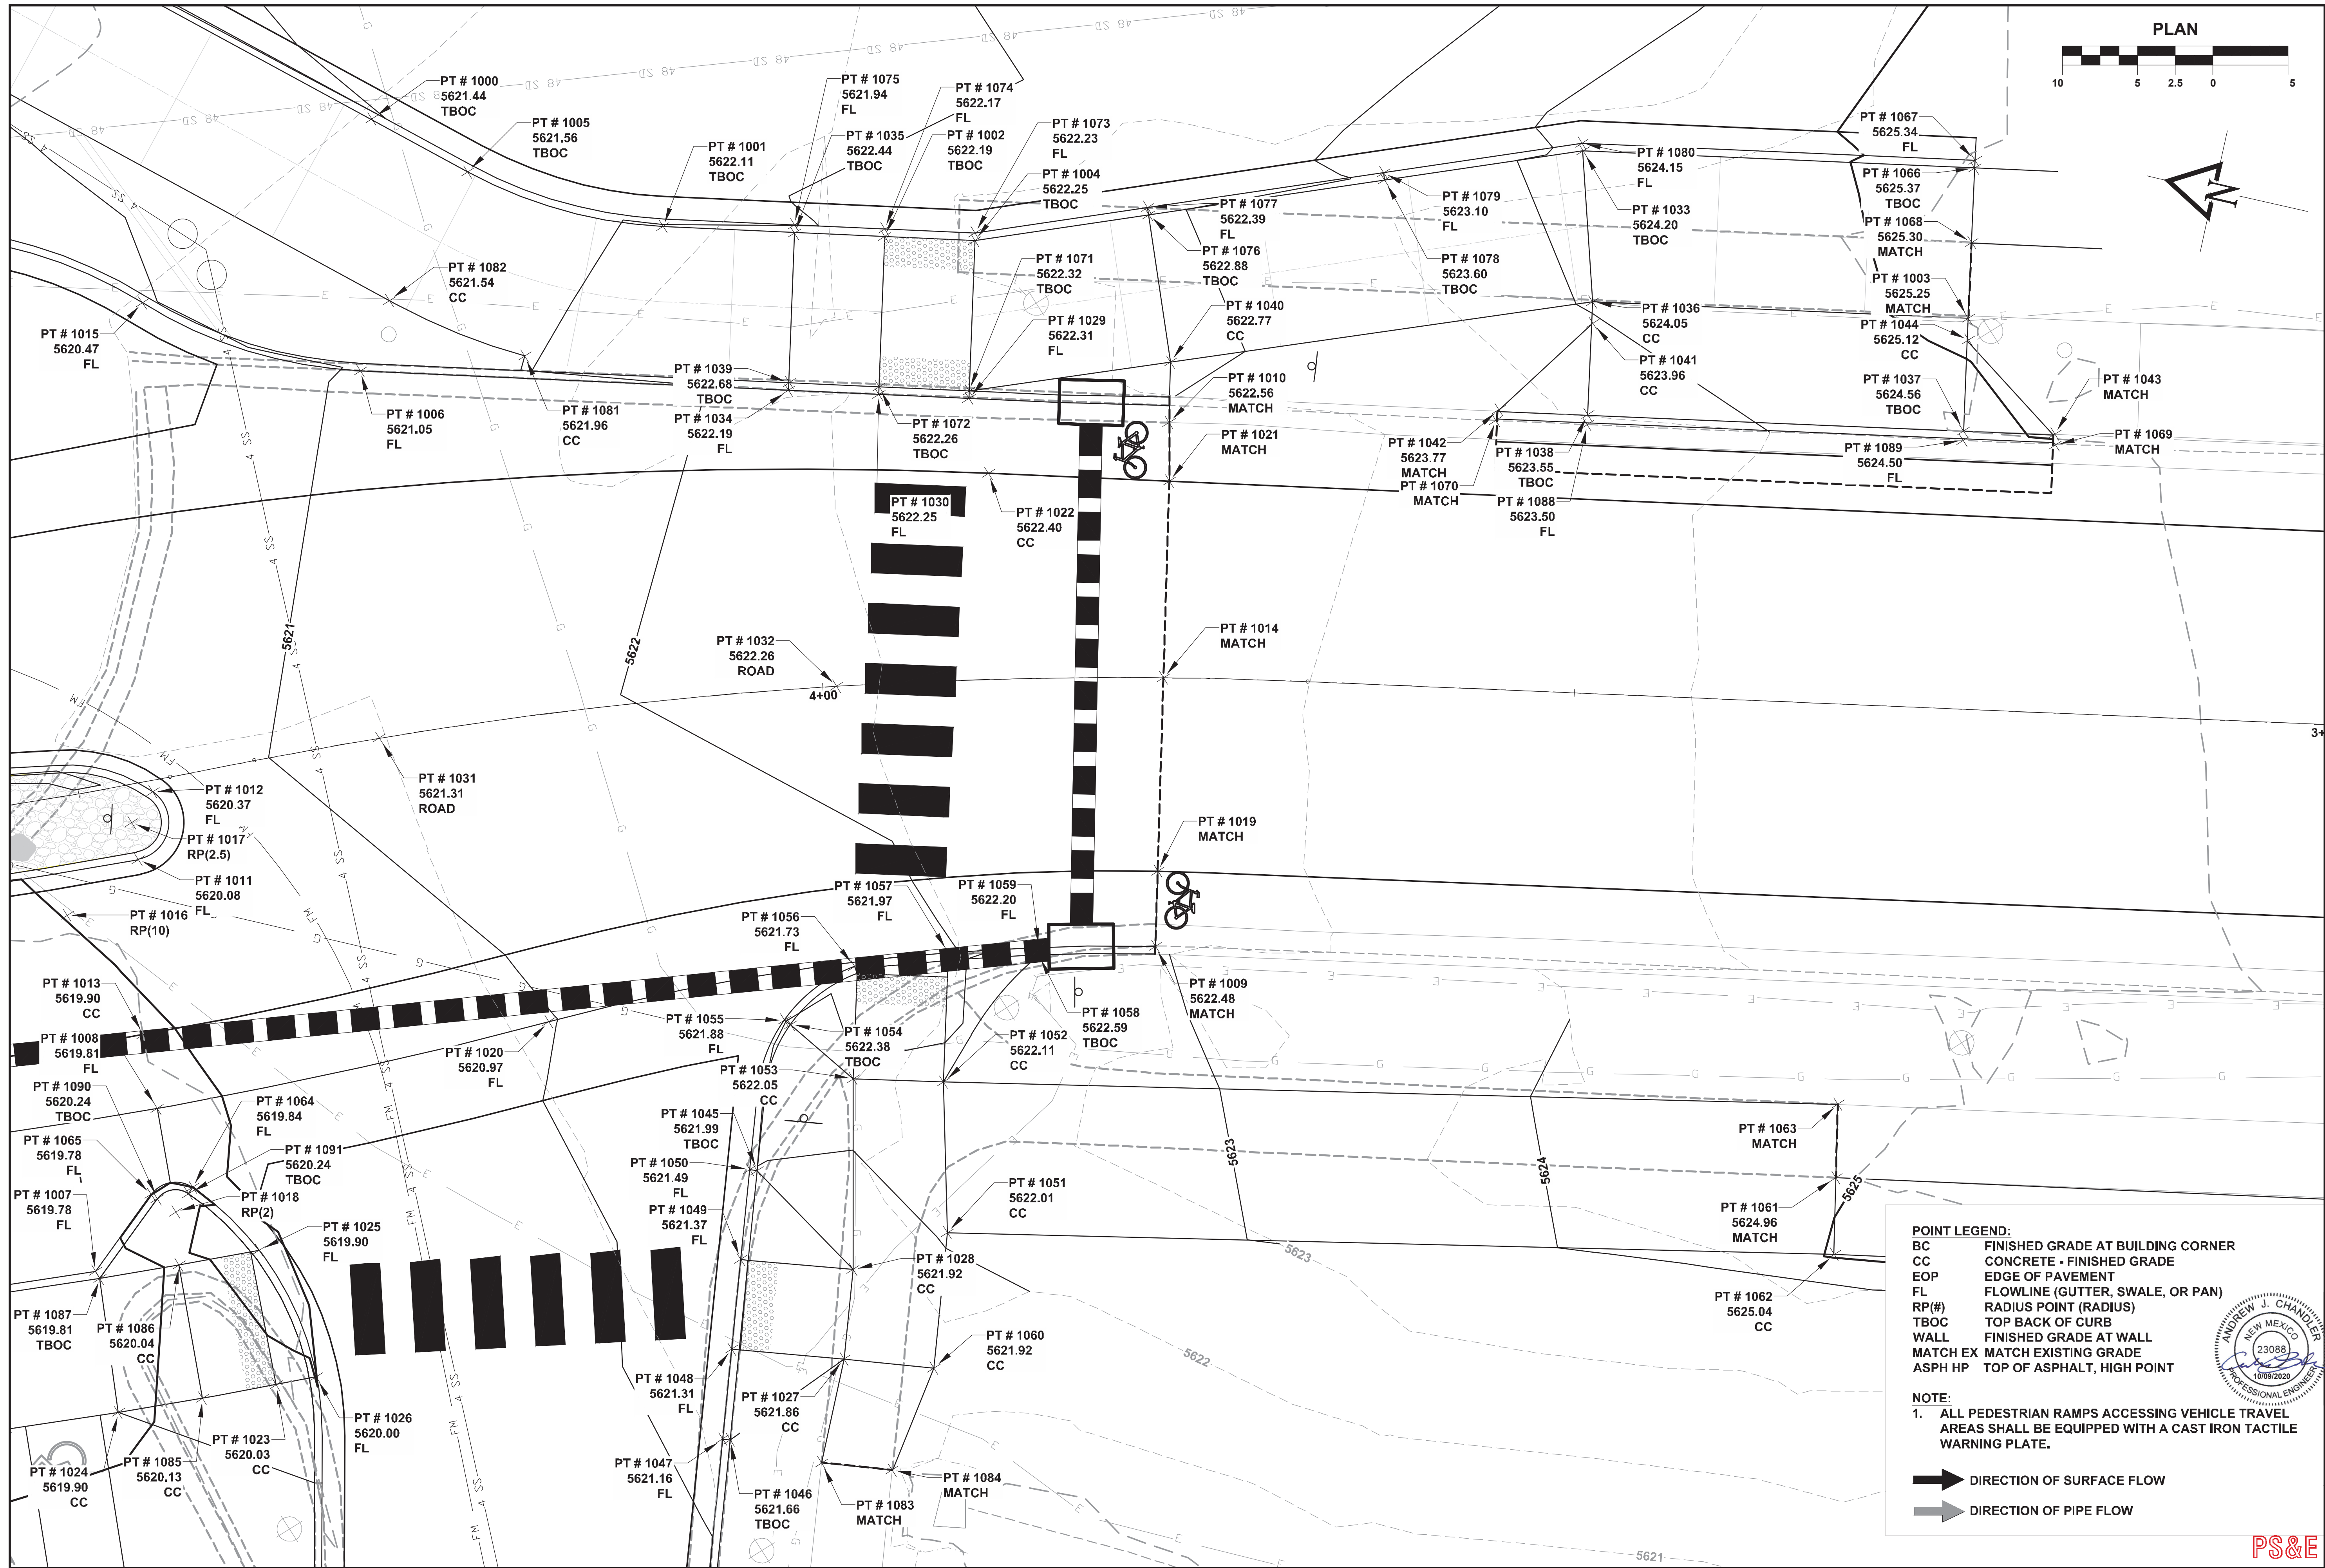 PLAN
10 5 2.5 0 5
N
PT # 1000
5621.44
TBOC
PT # 1005
5621.56
TBOC
PT # 1001
5622.11
TBOC
PT # 1075
5621.94
FL
PT # 1035
5622.44
TBOC
PT # 1074
5622.17
FL
PT # 1002
5622.19
TBOC
PT # 1073
5622.23
FL
PT # 1004
5622.25
TBOC
PT # 1077
5622.39
FL
PT # 1076
5622.88
TBOC
PT # 1040
5622.77
CC
PT # 1071
5622.32
TBOC
PT # 1029
5622.31
FL
PT # 1079
5623.10
FL
PT # 1078
5623.60
TBOC
PT # 1080
5624.15
FL
PT # 1033
5624.20
TBOC
PT # 1067
5625.34
FL
PT # 1066
5625.37
TBOC
PT # 1068
5625.30
MATCH
PT # 1003
5625.25
MATCH
PT # 1044
5625.12
CC
PT # 1036
5624.05
CC
PT # 1041
5623.96
CC
PT # 1037
5624.56
TBOC
PT # 1043
MATCH
PT # 1069
MATCH
PT # 1089
5624.50
FL
PT # 1082
5621.54
CC
PT # 1015
5620.47
FL
PT # 1006
5621.05
FL
PT # 1081
5621.96
CC
PT # 1039
5622.68
TBOC
PT # 1034
5622.19
FL
PT # 1072
5622.26
TBOC
PT # 1010
5622.56
MATCH
PT # 1021
MATCH
PT # 1042
5623.77
MATCH
PT # 1070
MATCH
PT # 1038
5623.55
TBOC
PT # 1088
5623.50
FL
PT # 1030
5622.25
FL
PT # 1022
5622.40
CC
5621
5622
PT # 1032
5622.26
ROAD
4+00
PT # 1014
MATCH
3+
PT # 1031
5621.31
ROAD
PT # 1012
5620.37
FL
PT # 1017
RP(2.5)
PT # 1011
5620.08
FL
PT # 1016
RP(10)
PT # 1019
MATCH
PT # 1057
5621.97
FL
PT # 1059
5622.20
FL
PT # 1056
5621.73
FL
PT # 1013
5619.90
CC
PT # 1008
5619.81
FL
PT # 1090
5620.24
TBOC
PT # 1065
5619.78
FL
PT # 1007
5619.78
FL
PT # 1064
5619.84
FL
PT # 1091
5620.24
TBOC
PT # 1018
RP(2)
PT # 1020
5620.97
FL
PT # 1055
5621.88
FL
PT # 1054
5622.38
TBOC
PT # 1053
5622.05
CC
PT # 1052
5622.11
CC
PT # 1058
5622.59
TBOC
PT # 1009
5622.48
MATCH
PT # 1045
5621.99
TBOC
PT # 1050
5621.49
FL
PT # 1049
5621.37
FL
PT # 1051
5622.01
CC
5623
5624
5625
PT # 1063
MATCH
PT # 1061
5624.96
MATCH
PT # 1062
5625.04
CC
PT # 1025
5619.90
FL
PT # 1028
5621.92
CC
PT # 1060
5621.92
CC
PT # 1087
5619.81
TBOC
PT # 1086
5620.04
CC
PT # 1048
5621.31
FL
PT # 1027
5621.86
CC
PT # 1026
5620.00
FL
PT # 1023
5620.03
CC
PT # 1085
5620.13
CC
PT # 1024
5619.90
CC
PT # 1047
5621.16
FL
PT # 1046
5621.66
TBOC
PT # 1083
MATCH
PT # 1084
MATCH
5623
5622
5621
POINT LEGEND:
BC FINISHED GRADE AT BUILDING CORNER
CC CONCRETE - FINISHED GRADE
EOP EDGE OF PAVEMENT
FL FLOWLINE (GUTTER, SWALE, OR PAN)
RP(#) RADIUS POINT (RADIUS)
TBOC TOP BACK OF CURB
WALL FINISHED GRADE AT WALL
MATCH EX MATCH EXISTING GRADE
ASPH HP TOP OF ASPHALT, HIGH POINT
ANDREW J. CHANDLER
NEW MEXICO
23088
10/09/2020
PROFESSIONAL ENGINEER
NOTE:
1. ALL PEDESTRIAN RAMPS ACCESSING VEHICLE TRAVEL
AREAS SHALL BE EQUIPPED WITH A CAST IRON TACTILE
WARNING PLATE.
DIRECTION OF SURFACE FLOW
DIRECTION OF PIPE FLOW
PS&E